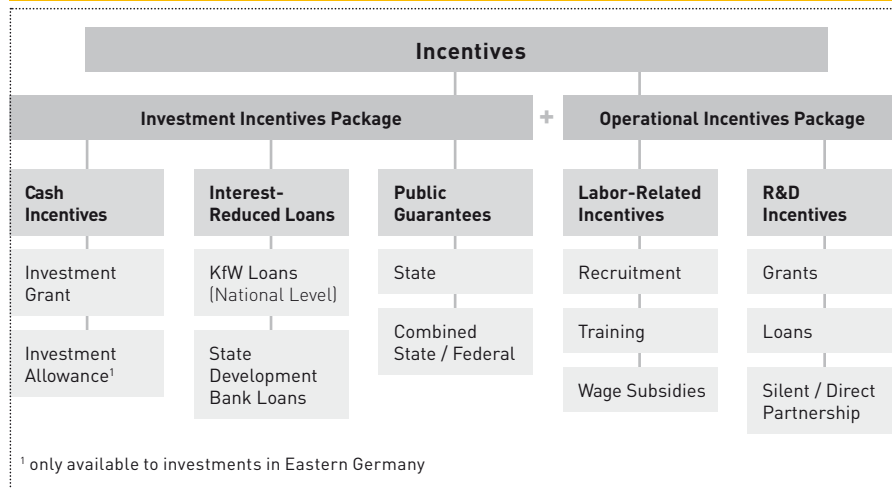 Incentives
Investment Incentives Package
+
Operational Incentives Package
Cash
Incentives
Investment
Grant
Investment
Allowance¹
Interest-
Reduced Loans
KfW Loans
(National Level)
State
Development
Bank Loans
Public
Guarantees
State
Combined
State / Federal
Labor-Related
Incentives
Recruitment
Training
Wage Subsidies
R&D
Incentives
Grants
Loans
Silent / Direct
Partnership
¹ only available to investments in Eastern Germany